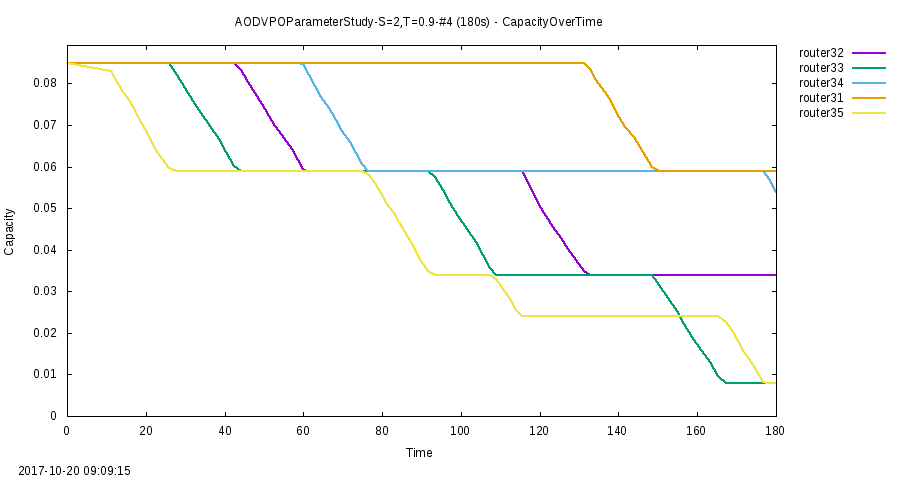 AODVPOParameterStudy-S=2,T=0.9-#4 (180s) - CapacityOverTime
router32
router33
router34
router31
router35
0.08
0.07
0.06
0.05
0.04
0.03
0.02
0.01
0
Capacity
0 20 40 60 80 100 120 140 160 180
Time
2017-10-20 09:09:15